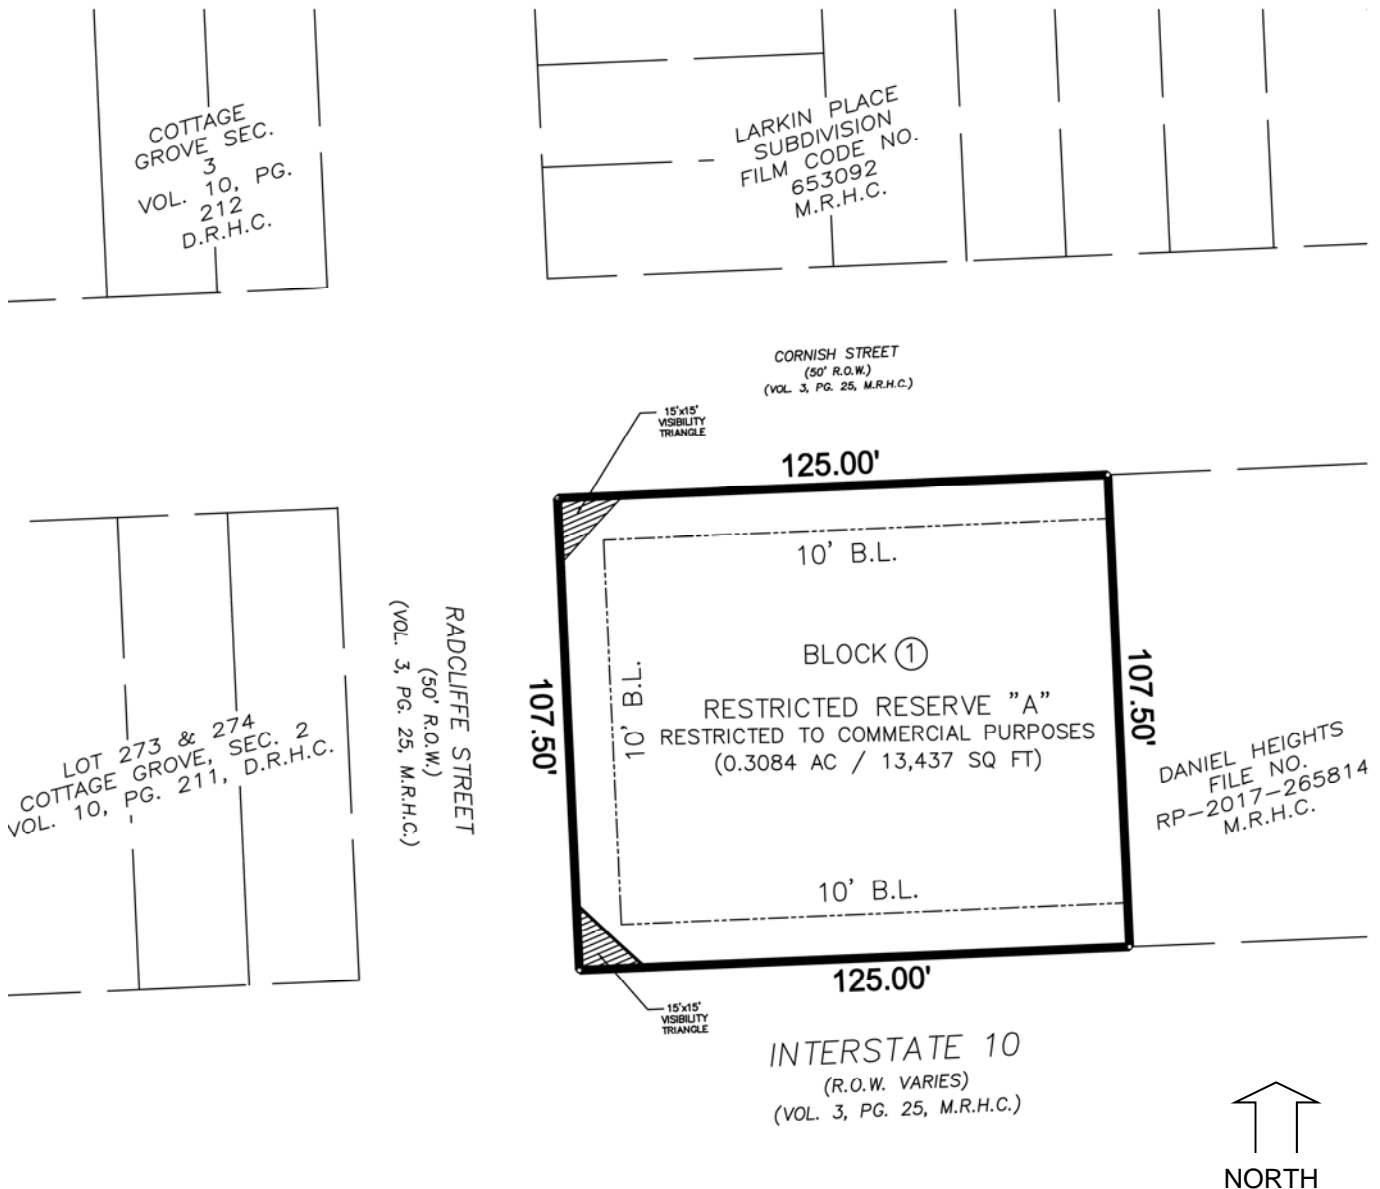 COTTAGE
GROVE SEC.
3
VOL. 10, PG.
212
D.R.H.C.
LARKIN PLACE
SUBDIVISION
FILM CODE NO.
653092
M.R.H.C.
CORNISH STREET
(50' R.O.W.)
(VOL. 3, PG. 25, M.R.H.C.)
15'x15'
VISIBILITY
TRIANGLE
125.00'
10' B.L.
BLOCK 1
RESTRICTED RESERVE "A"
RESTRICTED TO COMMERCIAL PURPOSES
(0.3084 AC / 13,437 SQ FT)
10' B.L.
10' B.L.
107.50'
107.50'
RADCLIFFE STREET
(50' R.O.W.)
(VOL. 3, PG. 25, M.R.H.C.)
LOT 273 & 274
COTTAGE GROVE, SEC. 2
VOL. 10, PG. 211, D.R.H.C.
DANIEL HEIGHTS
FILE NO.
RP-2017-265814
M.R.H.C.
125.00'
15'x15'
VISIBILITY
TRIANGLE
INTERSTATE 10
(R.O.W. VARIES)
(VOL. 3, PG. 25, M.R.H.C.)
NORTH